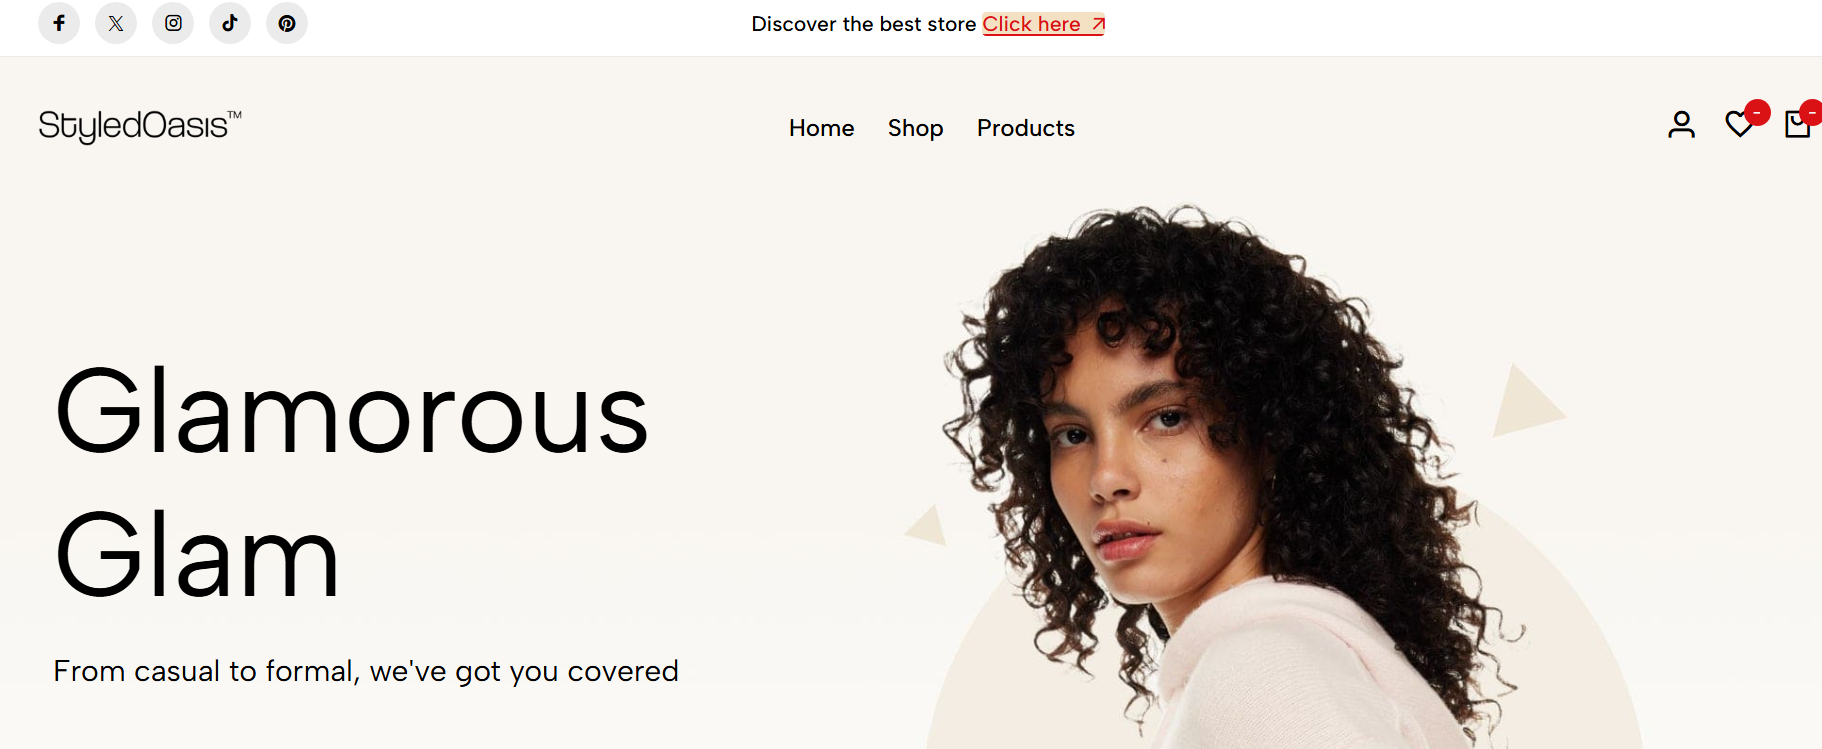 Discover the best store Click here
StyledOasis™
Home Shop Products
Glamorous
Glam
From casual to formal, we've got you covered